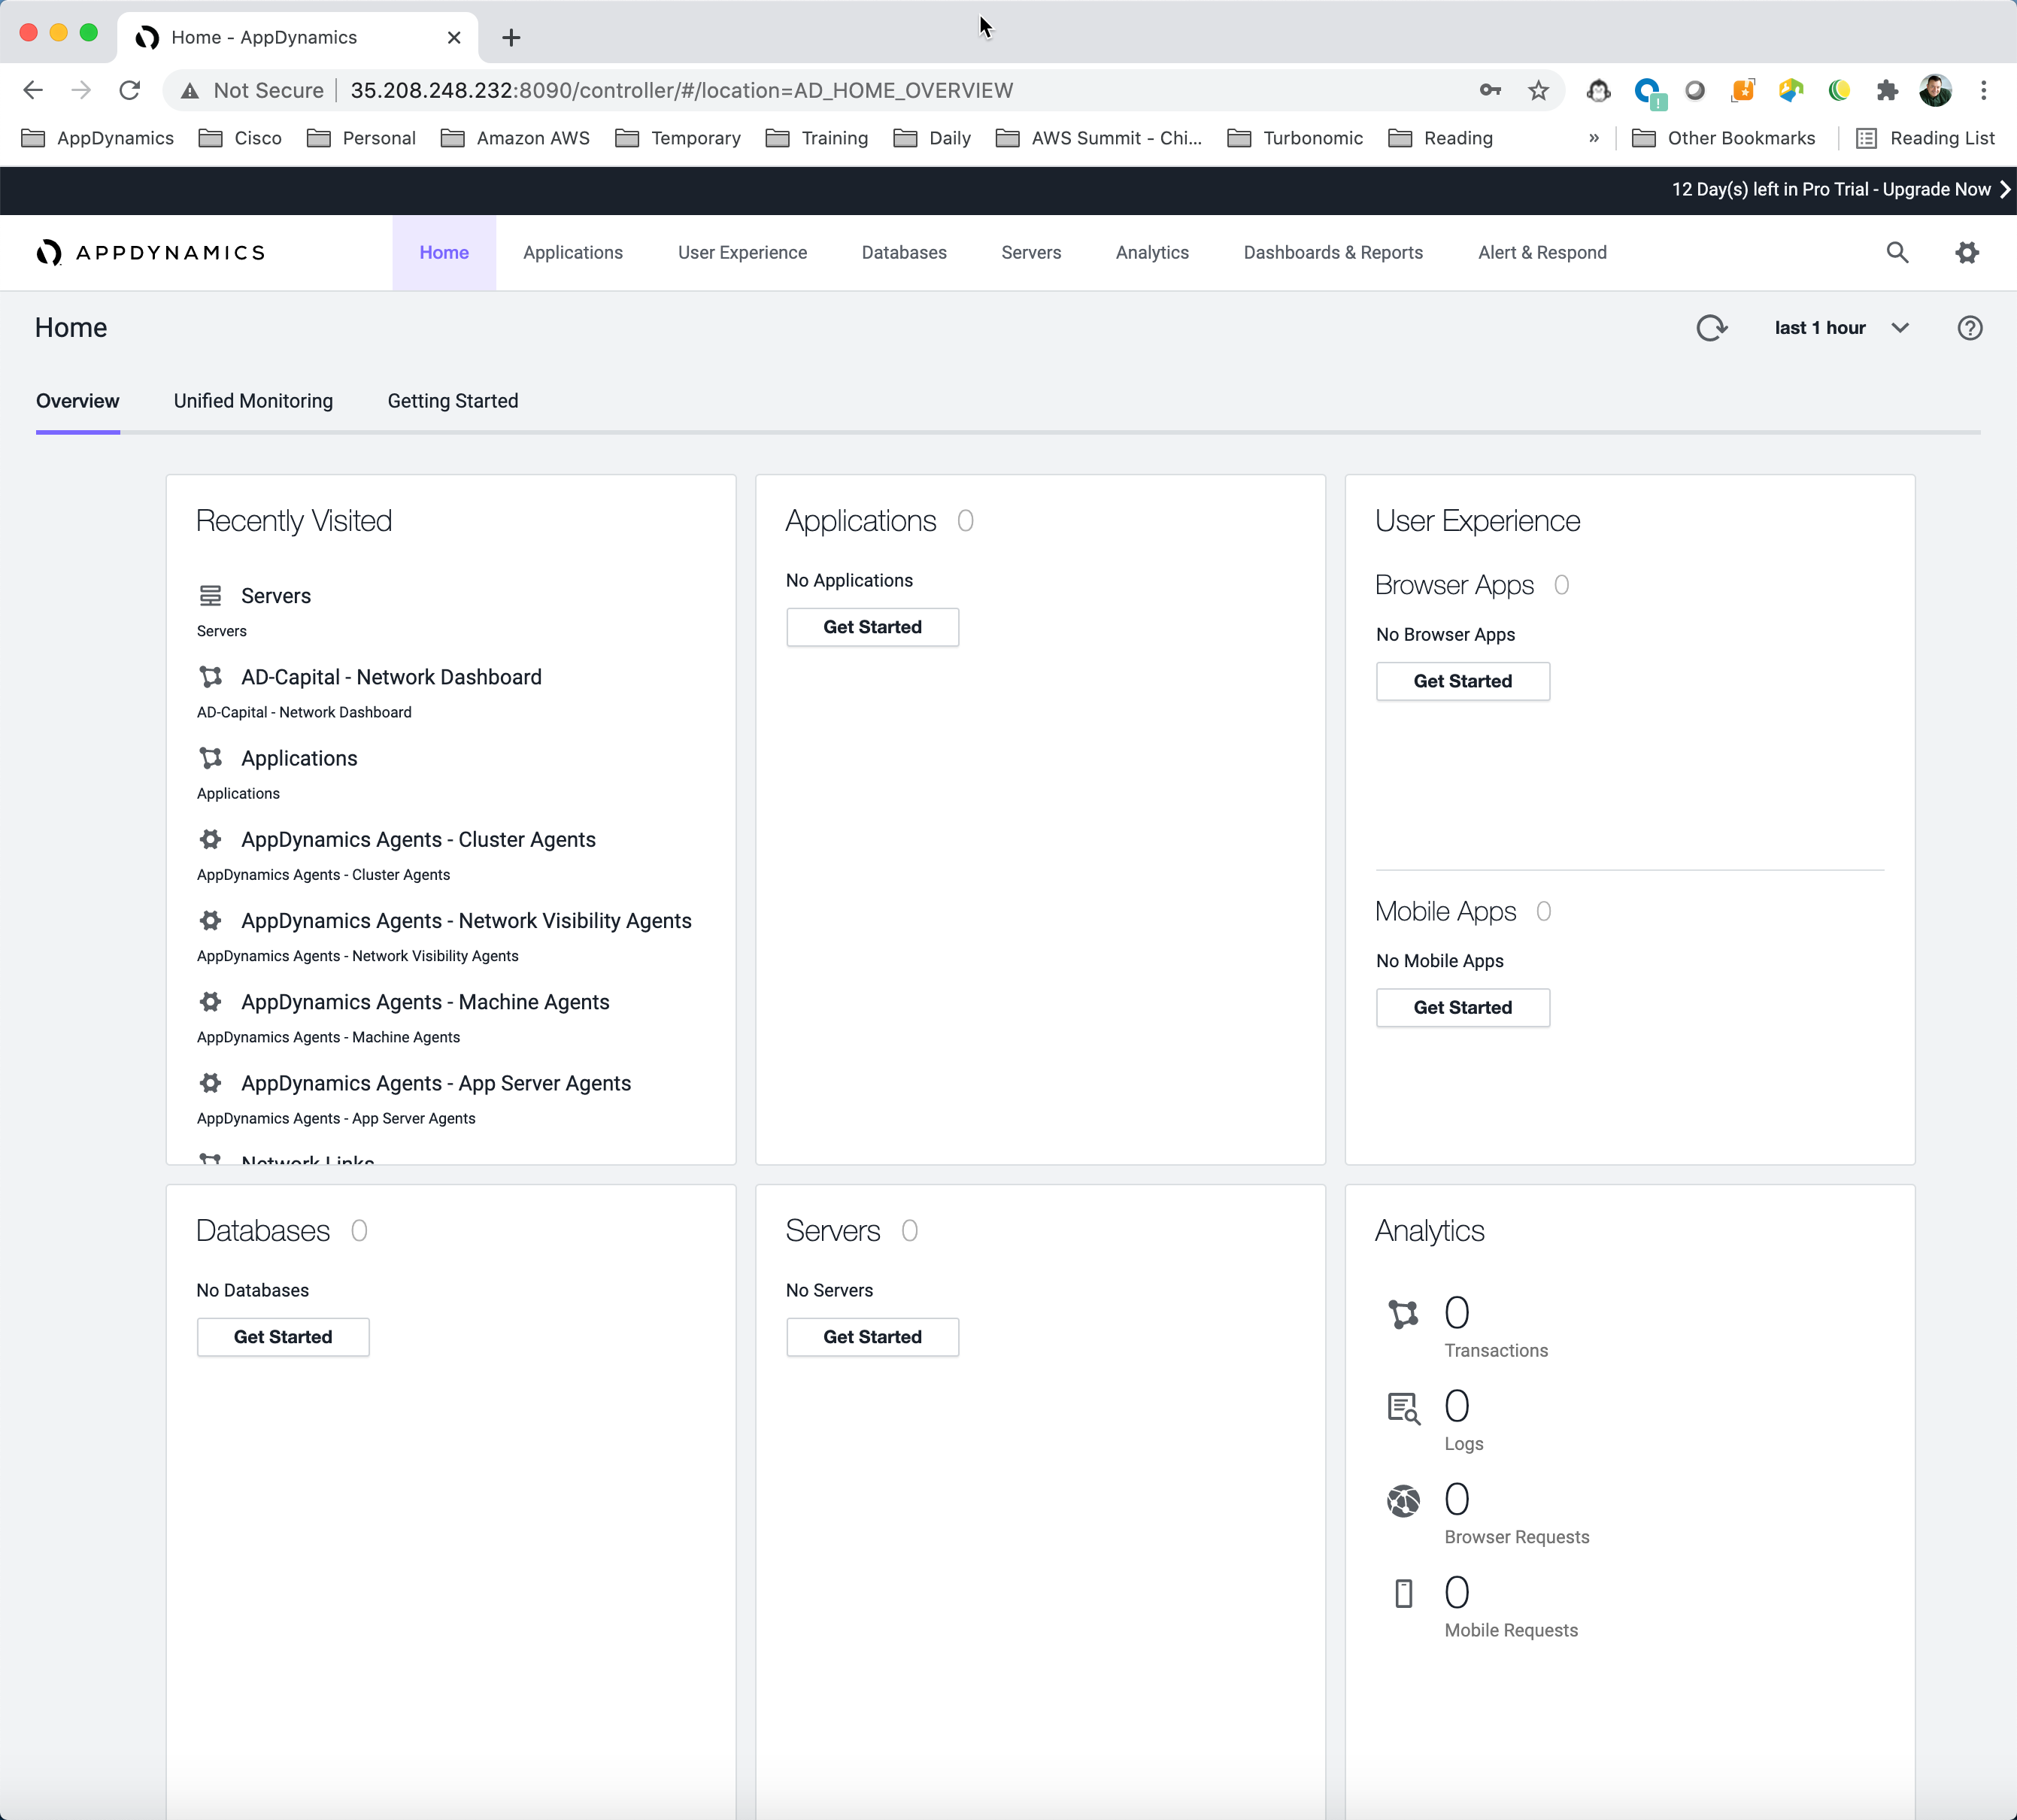 Home - AppDynamics
Not Secure
35.208.248.232:8090/controller/#/location=AD_HOME_OVERVIEW
AppDynamics Cisco Personal Amazon AWS Temporary Training Daily AWS Summit - Chi... Turbonomic Reading » Other Bookmarks Reading List
12 Day(s) left in Pro Trial - Upgrade Now
APPDYNAMICS
Home Applications User Experience Databases Servers Analytics Dashboards & Reports Alert & Respond
Home
last 1 hour
Overview Unified Monitoring Getting Started
Recently Visited
Servers
Servers
AD-Capital - Network Dashboard
AD-Capital - Network Dashboard
Applications
Applications
AppDynamics Agents - Cluster Agents
AppDynamics Agents - Cluster Agents
AppDynamics Agents - Network Visibility Agents
AppDynamics Agents - Network Visibility Agents
AppDynamics Agents - Machine Agents
AppDynamics Agents - Machine Agents
AppDynamics Agents - App Server Agents
AppDynamics Agents - App Server Agents
Network Links
Applications 0
No Applications
Get Started
User Experience
Browser Apps 0
No Browser Apps
Get Started
Mobile Apps 0
No Mobile Apps
Get Started
Databases 0
No Databases
Get Started
Servers 0
No Servers
Get Started
Analytics
0
Transactions
0
Logs
0
Browser Requests
0
Mobile Requests